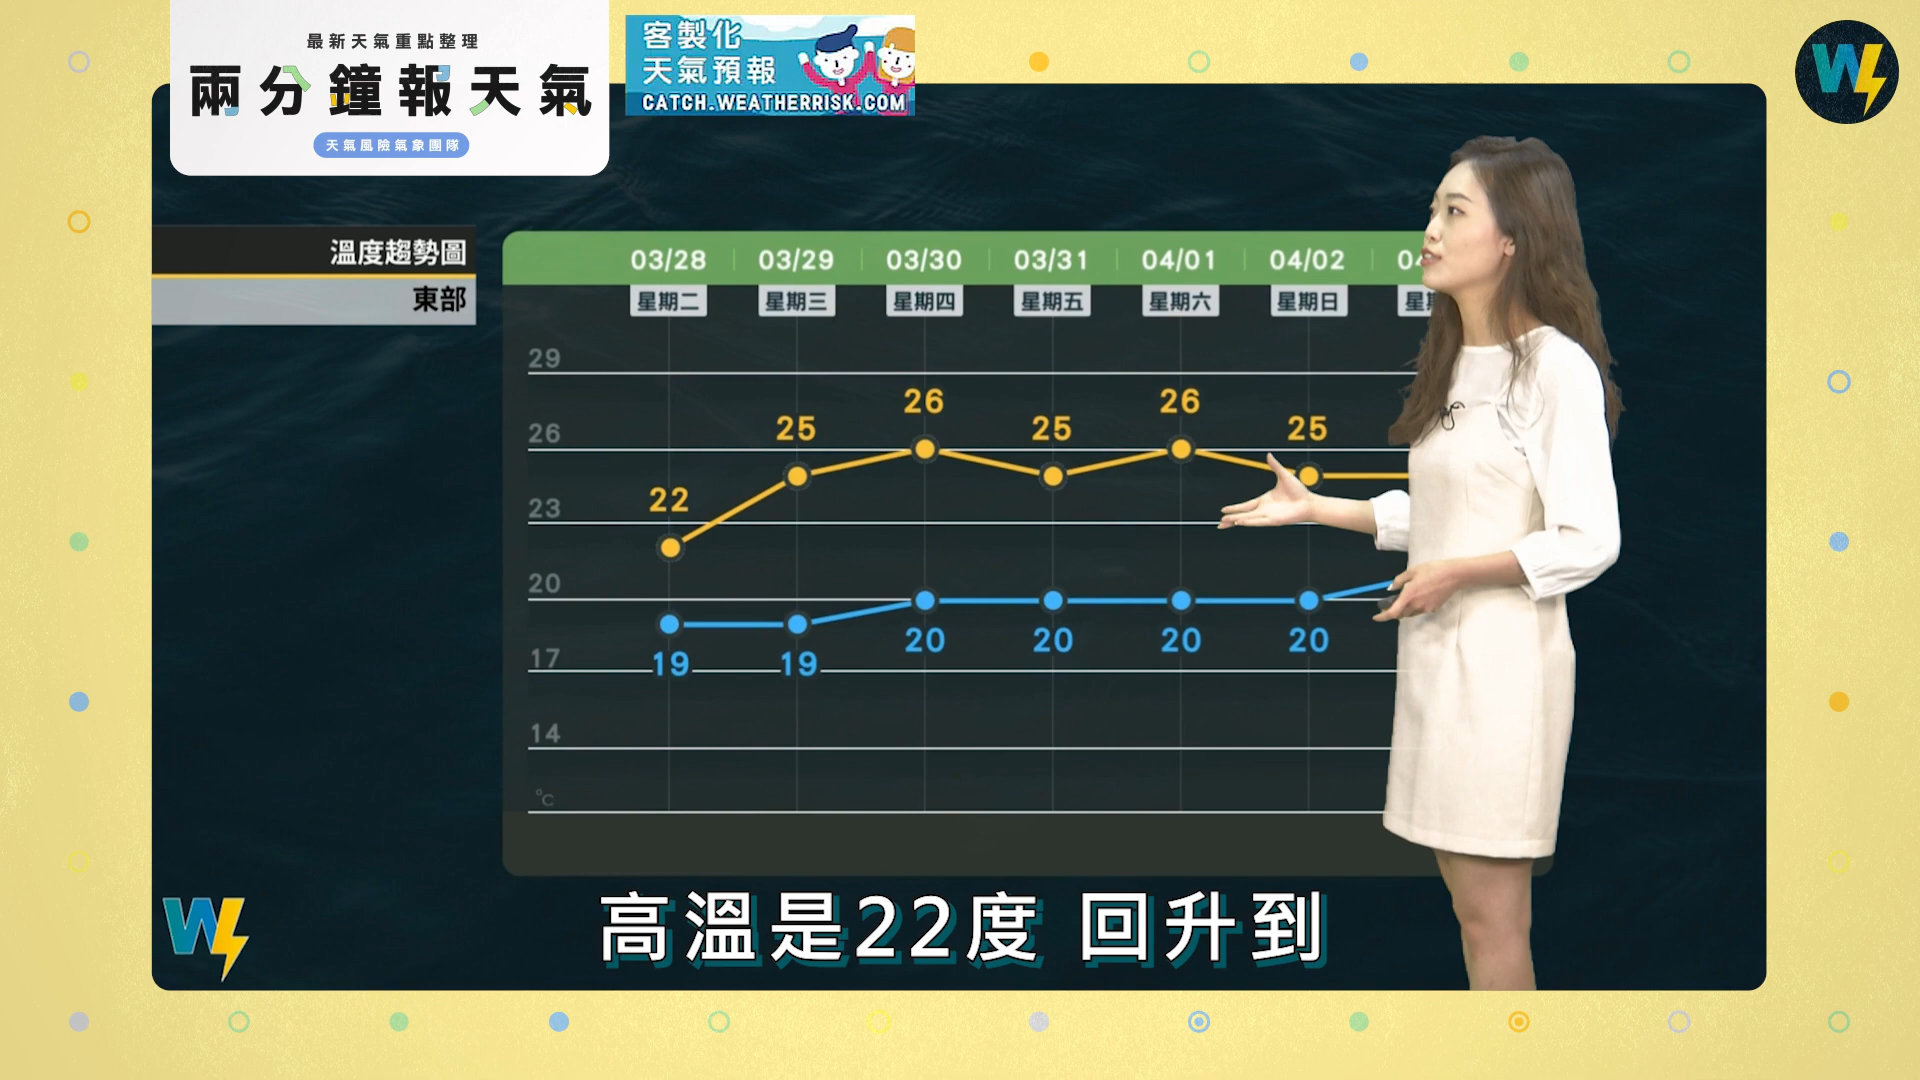 最新天氣重點整理
兩分鐘報天氣
天氣風險氣象團隊
客製化
天氣預報
CATCH.WEATHERRISK.COM
溫度趨勢圖
東部
03/28 03/29 03/30 03/31 04/01 04/02
星期二 星期三 星期四 星期五 星期六 星期日
29
26
23
20
17
14
°C
22 25 26 25 26 25
19 19 20 20 20 20
高溫是22度 回升到